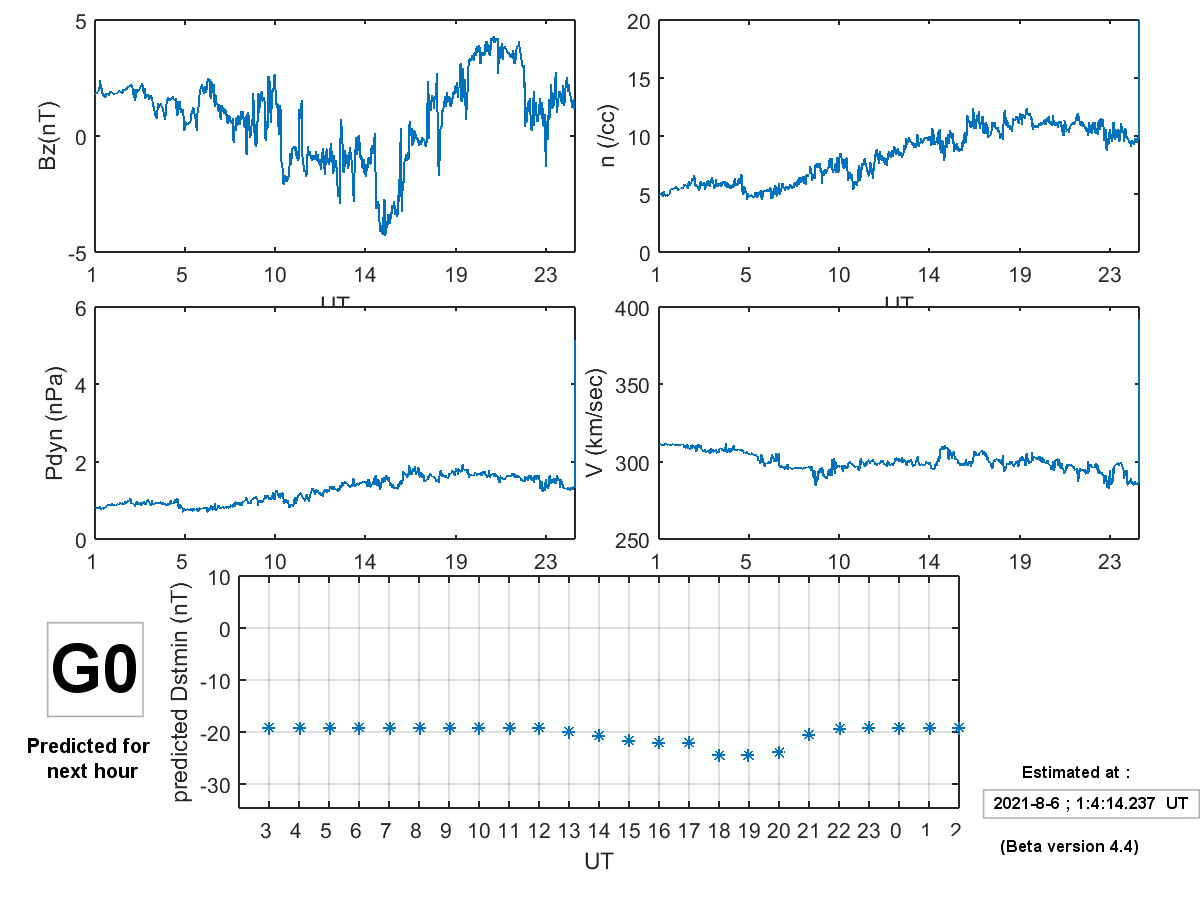 5
0
-5
Bz(nT)
1 5 10 14 19 23
UT
20
15
10
5
0
n (/cc)
1 5 10 14 19 23
UT
6
4
2
0
Pdyn (nPa)
1 5 10 14 19 23
400
350
300
250
V (km/sec)
1 5 10 14 19 23
10
0
-10
-20
-30
predicted Dstmin (nT)
3 4 5 6 7 8 9 10 11 12 13 14 15 16 17 18 19 20 21 22 23 0 1 2
UT
G0
Predicted for
next hour
Estimated at :
2021-8-6 ; 1:4:14.237 UT
(Beta version 4.4)